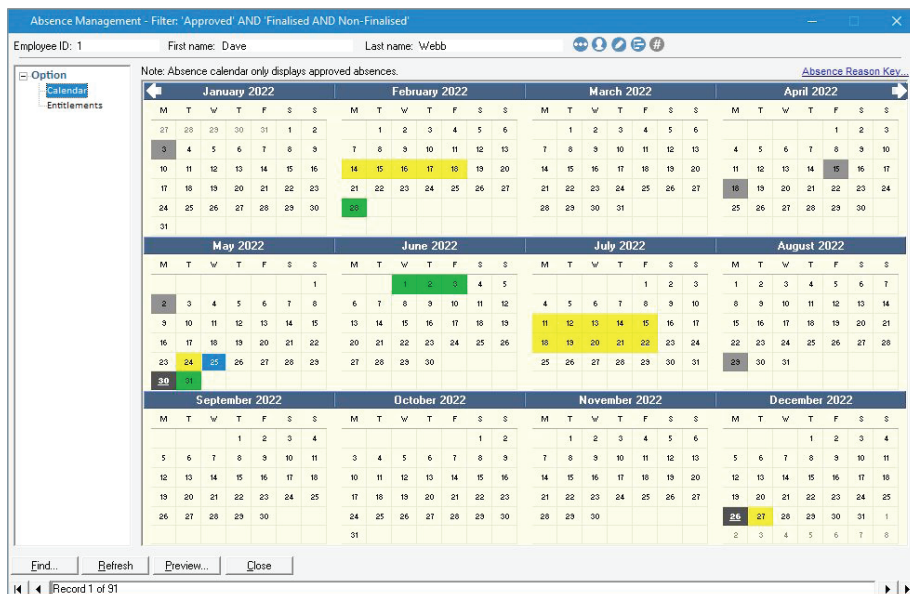 Absence Management - Filter: 'Approved' AND 'Finalised AND Non-Finalised'
Employee ID: 1 First name: Dave Last name: Webb #
Option
Calendar
Entitlements
Note: Absence calendar only displays approved absences. Absence Reason Key...
January 2022 February 2022 March 2022 April 2022
M T W T F S S M T W T F S S M T W T F S S M T W T F S S
27 28 29 30 31 1 2 1 2 3 4 5 6 1 2 3 4 5 6 1 2 3
3 4 5 6 7 8 9 7 8 9 10 11 12 13 7 8 9 10 11 12 13 4 5 6 7 8 9 10
10 11 12 13 14 15 16 14 15 16 17 18 19 20 14 15 16 17 18 19 20 11 12 13 14 15 16 17
17 18 19 20 21 22 23 21 22 23 24 25 26 27 21 22 23 24 25 26 27 18 19 20 21 22 23 24
24 25 26 27 28 29 30 28 28 29 30 31 25 26 27 28 29 30
31
May 2022 June 2022 July 2022 August 2022
M T W T F S S M T W T F S S M T W T F S S M T W T F S S
1 1 2 3 4 5 1 2 3 1 2 3 4 5 6 7
2 3 4 5 6 7 8 6 7 8 9 10 11 12 4 5 6 7 8 9 10 8 9 10 11 12 13 14
9 10 11 12 13 14 15 13 14 15 16 17 18 19 11 12 13 14 15 16 17 15 16 17 18 19 20 21
16 17 18 19 20 21 22 20 21 22 23 24 25 26 18 19 20 21 22 23 24 22 23 24 25 26 27 28
23 24 25 26 27 28 29 27 28 29 30 25 26 27 28 29 30 31 29 30 31
30 31
September 2022 October 2022 November 2022 December 2022
M T W T F S S M T W T F S S M T W T F S S M T W T F S S
1 2 3 4 1 2 1 2 3 4 5 6 1 2 3 4
5 6 7 8 9 10 11 3 4 5 6 7 8 9 7 8 9 10 11 12 13 5 6 7 8 9 10 11
12 13 14 15 16 17 18 10 11 12 13 14 15 16 14 15 16 17 18 19 20 12 13 14 15 16 17 18
19 20 21 22 23 24 25 17 18 19 20 21 22 23 21 22 23 24 25 26 27 19 20 21 22 23 24 25
26 27 28 29 30 24 25 26 27 28 29 30 28 29 30 26 27 28 29 30 31 1
31 2 3 4 5 6 7 8
Find... Refresh Preview... Close
Record 1 of 91